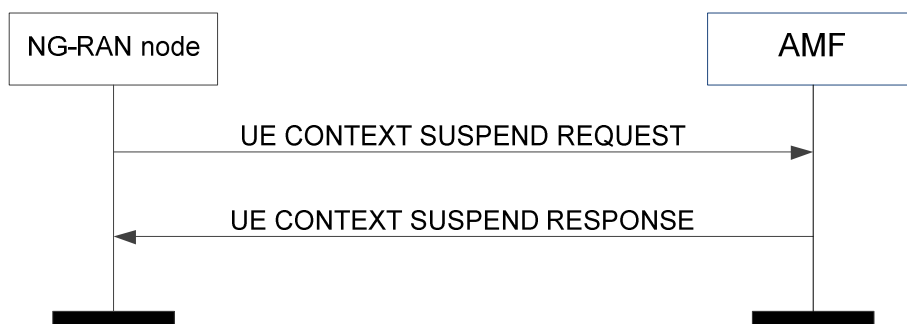 NG-RAN node
AMF
UE CONTEXT SUSPEND REQUEST
UE CONTEXT SUSPEND RESPONSE